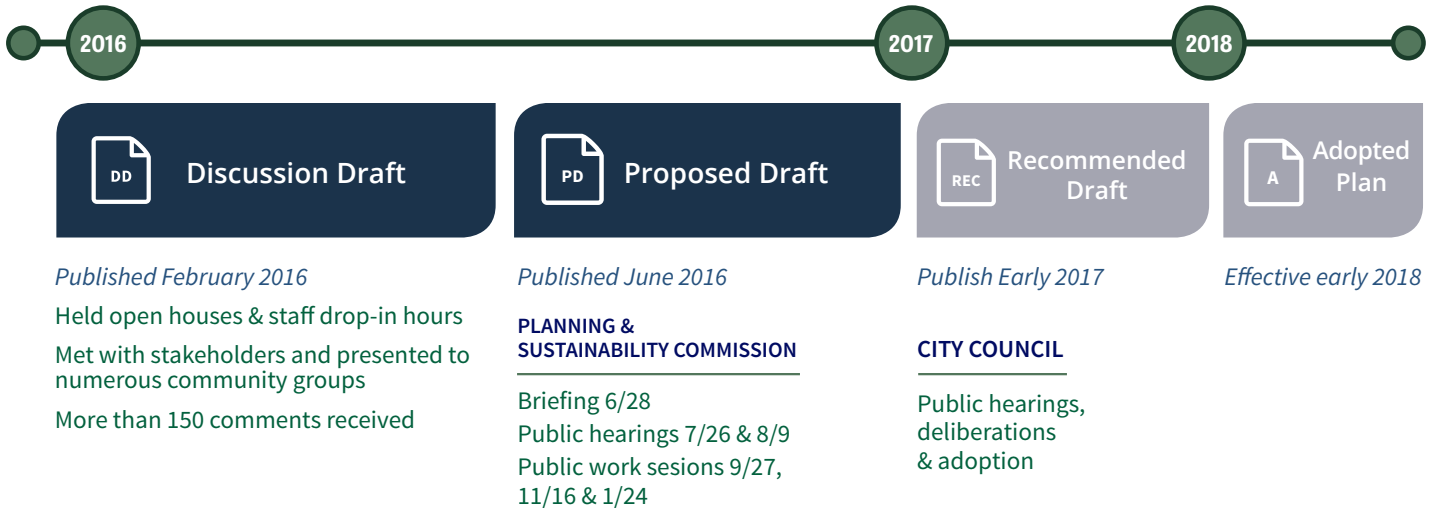 2016
2017
2018
DD
Discussion Draft
PD
Proposed Draft
REC
Recommended
Draft
A
Adopted
Plan
Published February 2016
Held open houses & staff drop-in hours
Met with stakeholders and presented to
numerous community groups
More than 150 comments received
Published June 2016
PLANNING &
SUSTAINABILITY COMMISSION
Briefing 6/28
Public hearings 7/26 & 8/9
Public work sesions 9/27,
11/16 & 1/24
Publish Early 2017
CITY COUNCIL
Public hearings,
deliberations
& adoption
Effective early 2018